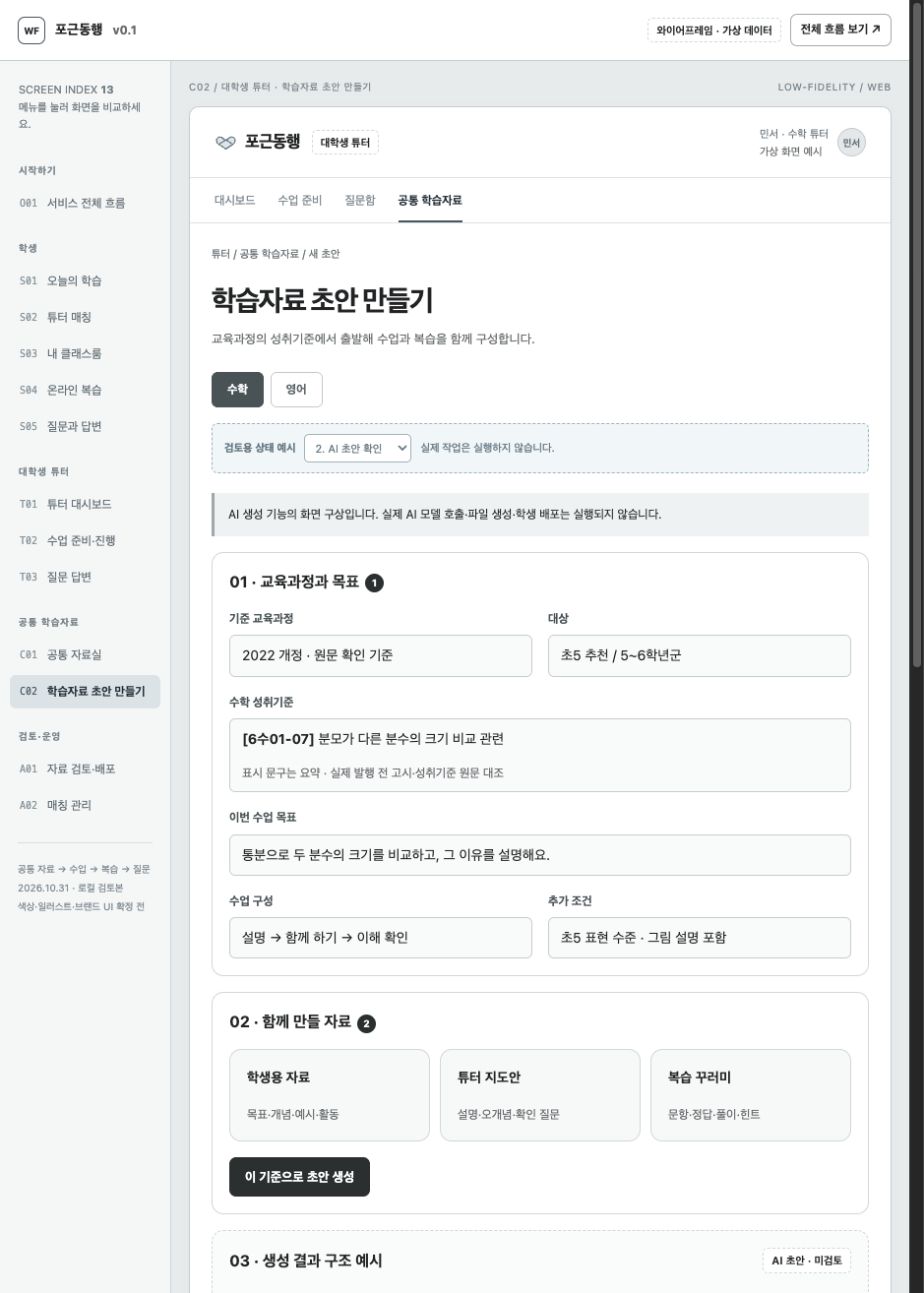 WF 포근동행 v0.1
와이어프레임 · 가상 데이터
전체 흐름 보기 ↗
SCREEN INDEX 13
메뉴를 눌러 화면을 비교하세
요.
시작하기
001 서비스 전체 흐름
학생
S01 오늘의 학습
S02 튜터 매칭
S03 내 클래스룸
S04 온라인 복습
S05 질문과 답변
대학생 튜터
T01 튜터 대시보드
T02 수업 준비·진행
T03 질문 답변
공통 학습자료
C01 공통 자료실
C02 학습자료 초안 만들기
검토·운영
A01 자료 검토·배포
A02 매칭 관리
공통 자료 → 수업 → 복습 → 질문
2026.10.31 · 로컬 검토본
색상·일러스트·브랜드 UI 확정 전
C02 / 대학생 튜터 · 학습자료 초안 만들기
LOW-FIDELITY / WEB
포근동행 대학생 튜터
민서 · 수학 튜터
가상 화면 예시
민서
대시보드 수업 준비 질문함 공통 학습자료
튜터 / 공통 학습자료 / 새 초안
학습자료 초안 만들기
교육과정의 성취기준에서 출발해 수업과 복습을 함께 구성합니다.
수학 영어
검토용 상태 예시 2. AI 초안 확인 실제 작업은 실행하지 않습니다.
AI 생성 기능의 화면 구상입니다. 실제 AI 모델 호출·파일 생성·학생 배포는 실행되지 않습니다.
01 · 교육과정과 목표 1
기준 교육과정
2022 개정 · 원문 확인 기준
대상
초5 추천 / 5~6학년군
수학 성취기준
[6수01-07] 분모가 다른 분수의 크기 비교 관련
표시 문구는 요약 · 실제 발행 전 고시·성취기준 원문 대조
이번 수업 목표
통분으로 두 분수의 크기를 비교하고, 그 이유를 설명해요.
수업 구성
설명 → 함께 하기 → 이해 확인
추가 조건
초5 표현 수준 · 그림 설명 포함
02 · 함께 만들 자료 2
학생용 자료
목표·개념·예시·활동
튜터 지도안
설명·오개념·확인 질문
복습 꾸러미
문항·정답·풀이·힌트
이 기준으로 초안 생성
03 · 생성 결과 구조 예시
AI 초안 · 미검토